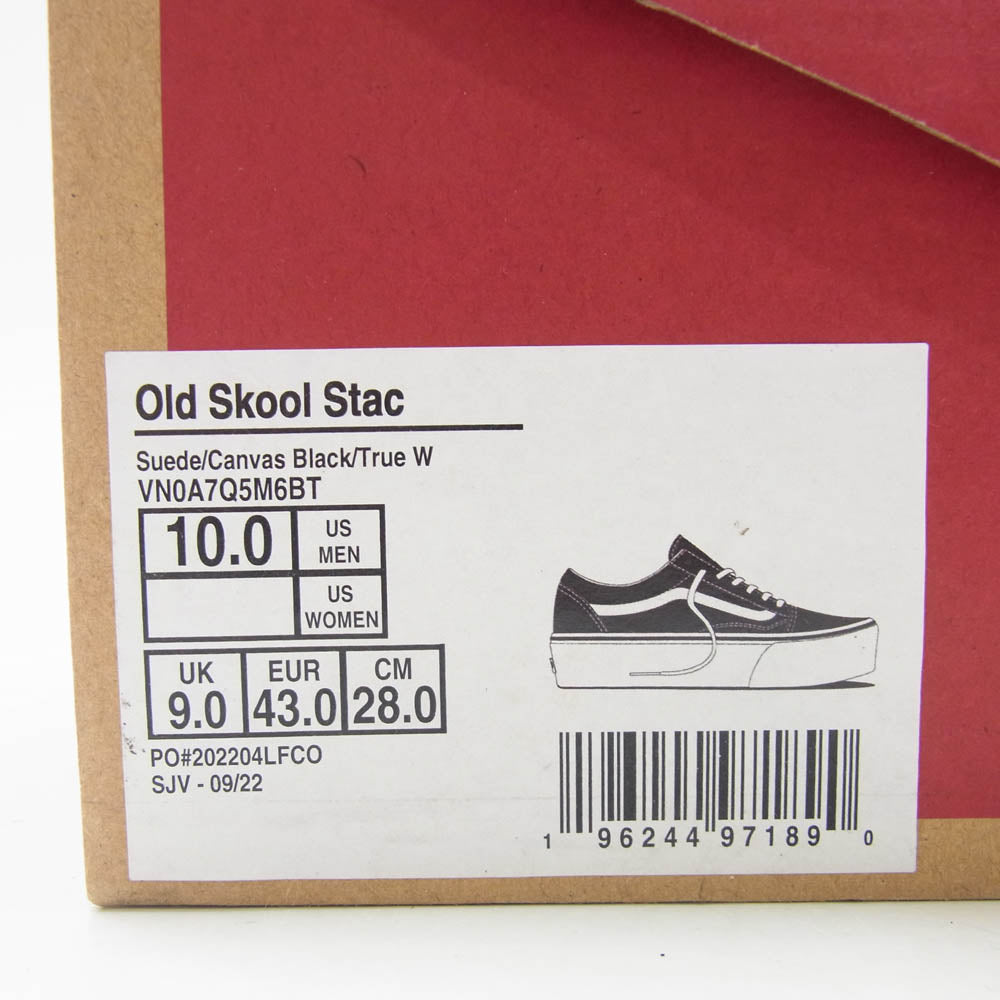 Old Skool Stac
Suede/Canvas Black/True W
VN0A7Q5M6BT
10.0 US MEN
US WOMEN
UK EUR CM
9.0 43.0 28.0
PO#202204LFCO
SJV - 09/22
1 96244 97189 0